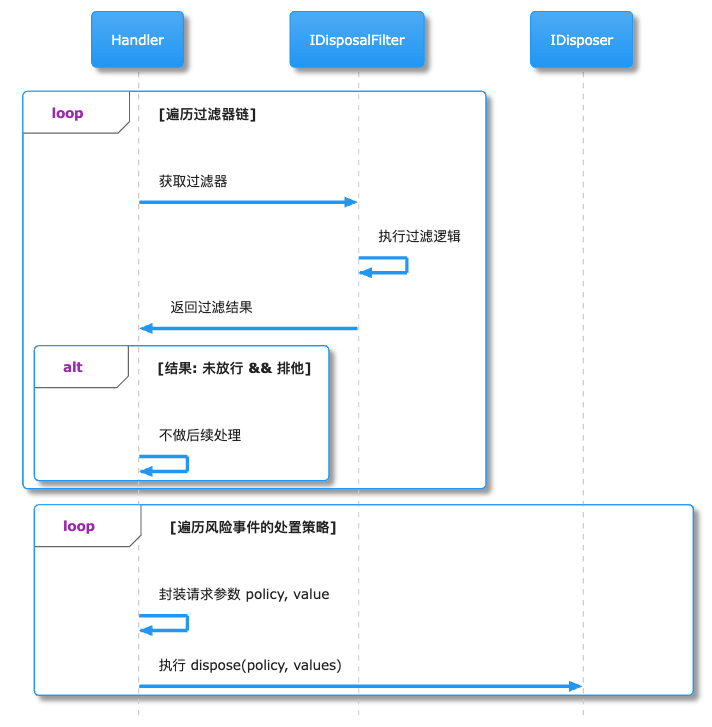 Handler
IDisposalFilter
IDisposer
loop
[遍历过滤器链]
获取过滤器
执行过滤逻辑
返回过滤结果
alt
[结果: 未放行 && 排他]
不做后续处理
loop
[遍历风险事件的处置策略]
封装请求参数 policy, value
执行 dispose(policy, values)